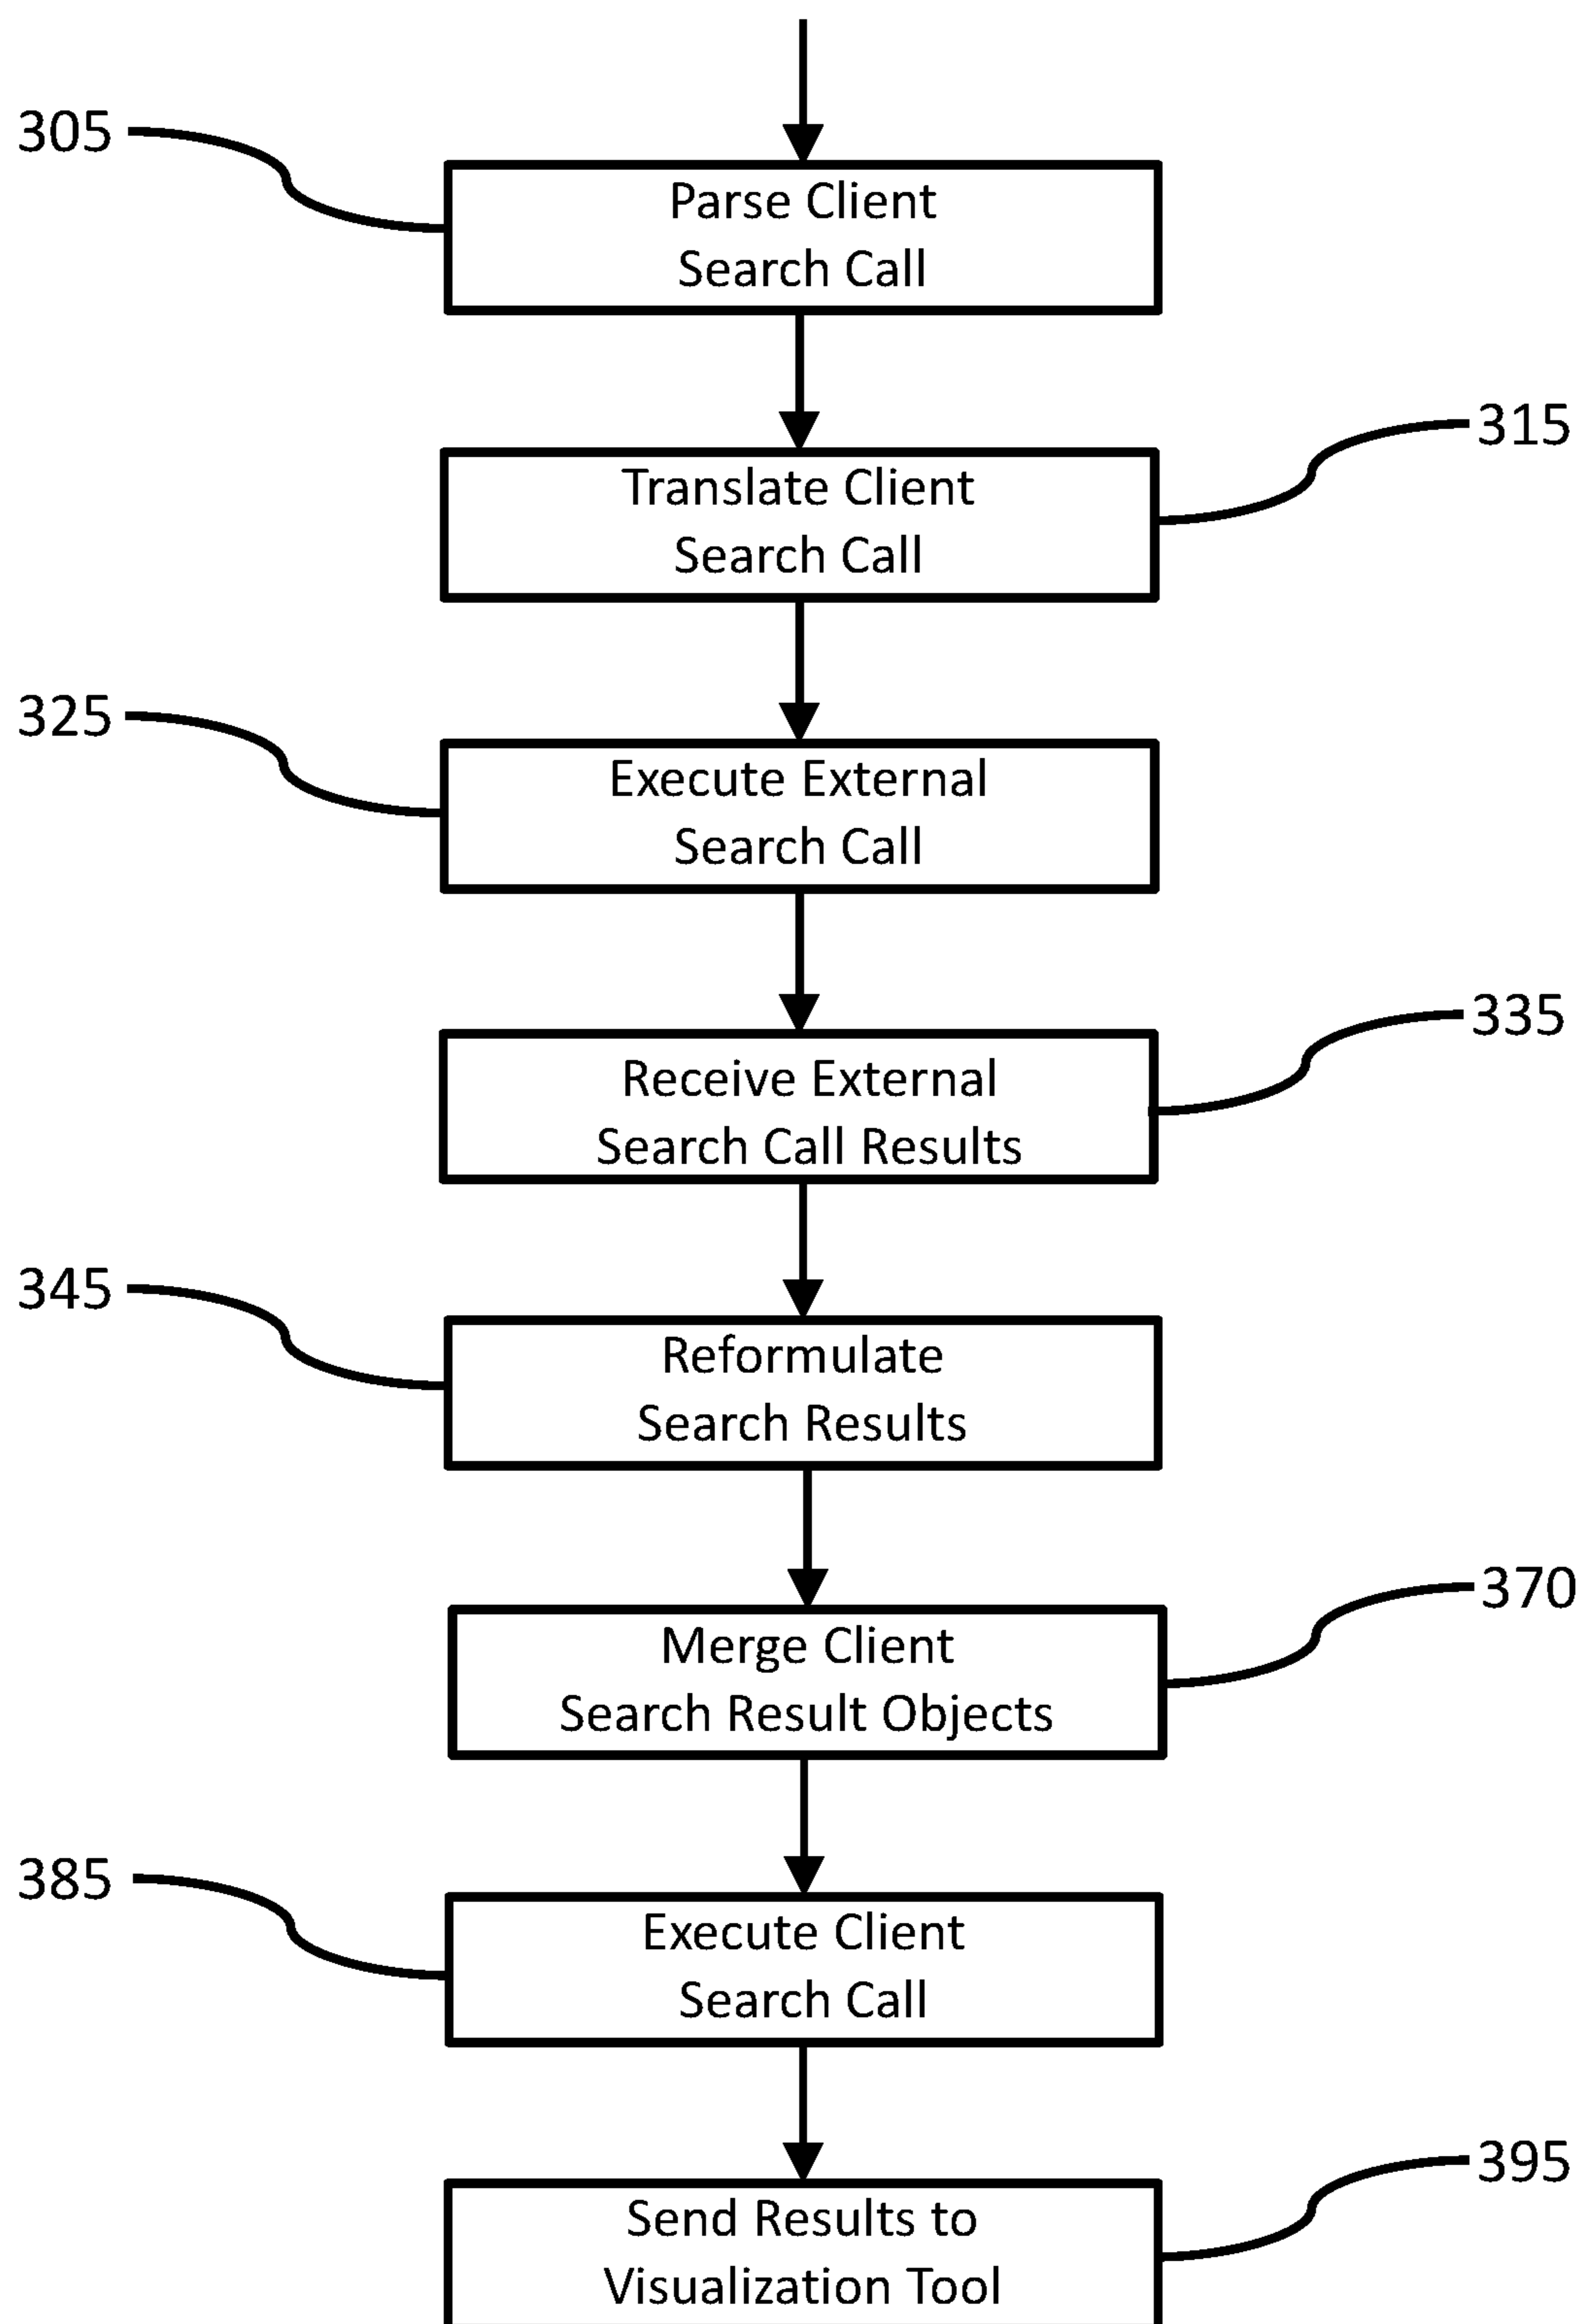 305
Parse Client
Search Call
315
Translate Client
Search Call
325
Execute External
Search Call
335
Receive External
Search Call Results
345
Reformulate
Search Results
370
Merge Client
Search Result Objects
385
Execute Client
Search Call
395
Send Results to
Visualization Tool